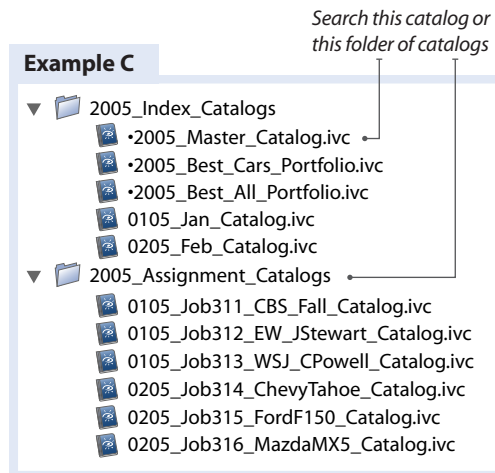 Search this catalog or
this folder of catalogs
Example C
2005_Index_Catalogs
•2005_Master_Catalog.ivc
•2005_Best_Cars_Portfolio.ivc
•2005_Best_All_Portfolio.ivc
0105_Jan_Catalog.ivc
0205_Feb_Catalog.ivc
2005_Assignment_Catalogs
0105_Job311_CBS_Fall_Catalog.ivc
0105_Job312_EW_JStewart_Catalog.ivc
0105_Job313_WSJ_CPowell_Catalog.ivc
0205_Job314_ChevyTahoe_Catalog.ivc
0205_Job315_FordF150_Catalog.ivc
0205_Job316_MazdaMX5_Catalog.ivc